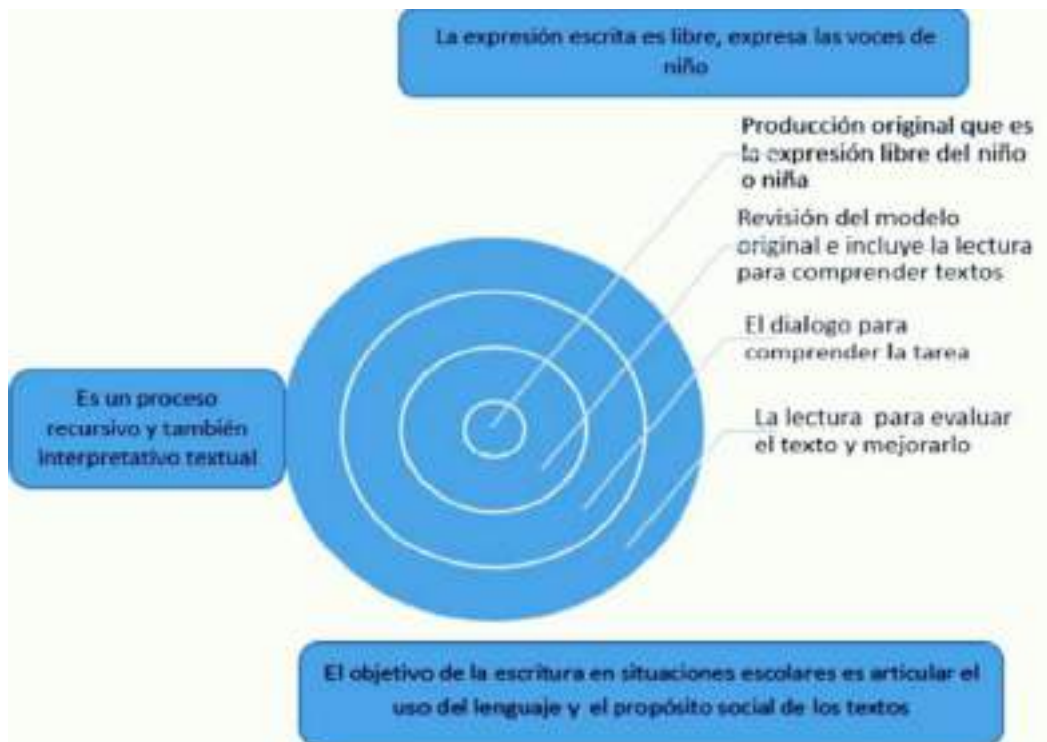 La expresión escrita es libre, expresa las voces de
niño
Producción original que es
la expresión libre del niño
o niña
Revisión del modelo
original e incluye la lectura
para comprender textos
El dialogo para
comprender la tarea
La lectura para evaluar
el texto y mejorarlo
Es un proceso
recursivo y también
interpretativo textual
El objetivo de la escritura en situaciones escolares es articular el
uso del lenguaje y el propósito social de los textos